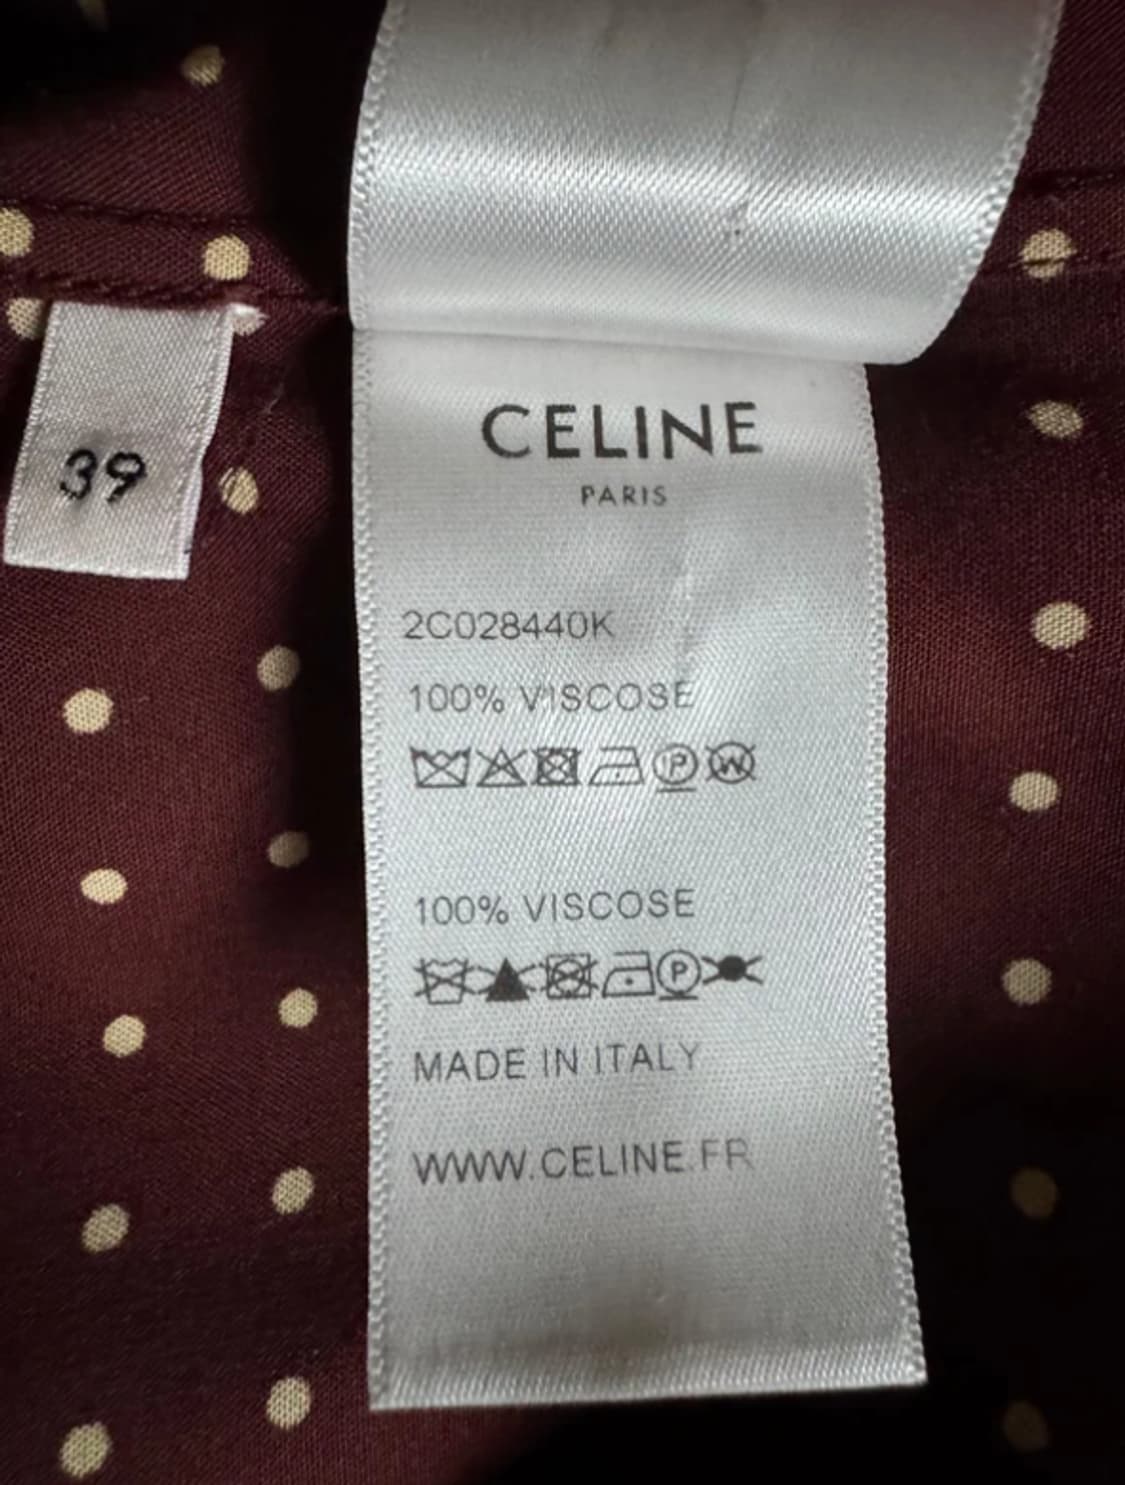 39
CELINE
PARIS
2C028440K
100% VISCOSE
100% VISCOSE
MADE IN ITALY
WWW.CELINE.FR